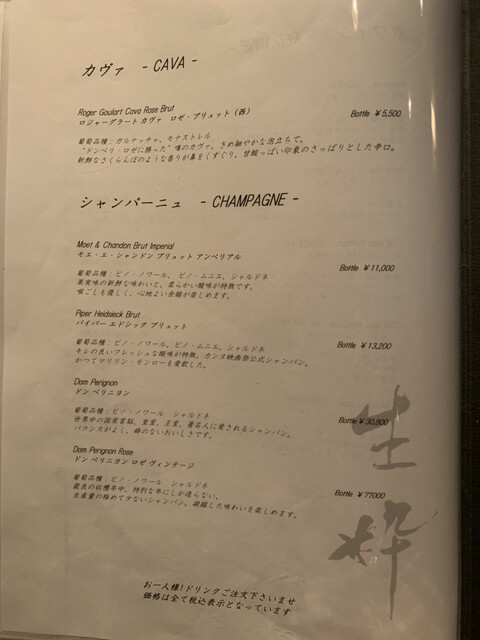 カヴァ - CAVA -
Roger Goulart Cava Rose Brut
ロジャーグラート カヴァ ロゼ・ブリュット (西) Bottle ¥5,500
葡萄品種：ガルナッチャ、モナストレル
"ドンペリ・ロゼに勝った"噂のカヴァ。きめ細やかな泡立ちで、
新鮮なさくらんぼのような香りが鼻をくすぐり、甘酸っぱい印象のさっぱりとした辛口。
シャンパーニュ - CHAMPAGNE -
Moet & Chandon Brut Imperial
モエ・エ・シャンドン ブリュット アンペリアル Bottle ¥11,000
葡萄品種：ピノ・ノワール、ピノ・ムニエ、シャルドネ
果実味の新鮮な味わいと、柔らかい酸味が特徴です。
喉ごしも優しく、心地よい余韻が楽しめます。
Piper Heidsieck Brut
パイパー エドシック ブリュット Bottle ¥13,200
葡萄品種：ピノ・ノワール、ピノ・ムニエ、シャルドネ
キレの良いフレッシュな酸味が特徴。カンヌ映画祭公式シャンパン。
かつてマリリン・モンローも愛飲した。
Dom Perignon
ドン ペリニヨン
葡萄品種：ピノ・ノワール シャルドネ Bottle ¥30,800
世界中の国家首脳、皇室、王室、著名人に愛されるシャンパン。
バランスがよく、癖のないおいしさです。
Dom Perignon Rose
ドン ペリニヨン ロゼ ヴィンテージ
葡萄品種：ピノ・ノワール シャルドネ Bottle ¥77000
最良の収穫年中、特別な年にしか造らない、
生産量の極めて少ないシャンパン。凝縮した味わいを楽しめます。
生粋
お一人様1ドリンクご注文下さいませ
価格は全て税込表示となっています